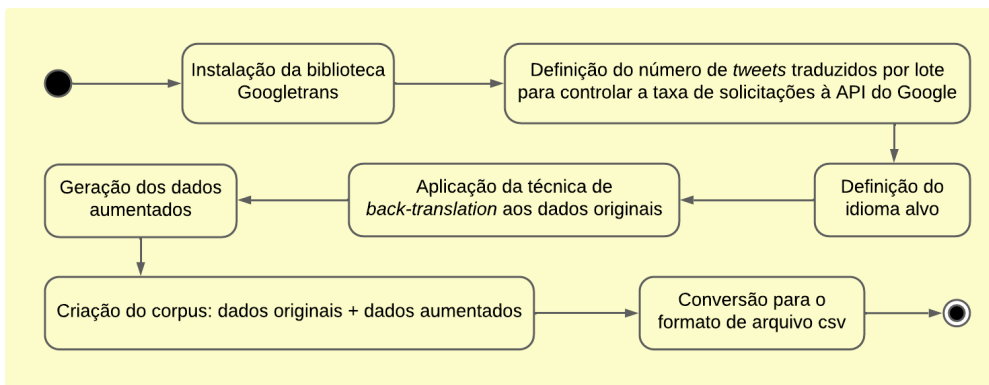 Instalação da biblioteca
Googletrans
Definição do número de tweets traduzidos por lote
para controlar a taxa de solicitações à API do Google
Definição do
idioma alvo
Aplicação da técnica de
back-translation aos dados originais
Geração dos dados
aumentados
Criação do corpus: dados originais + dados aumentados
Conversão para o
formato de arquivo csv